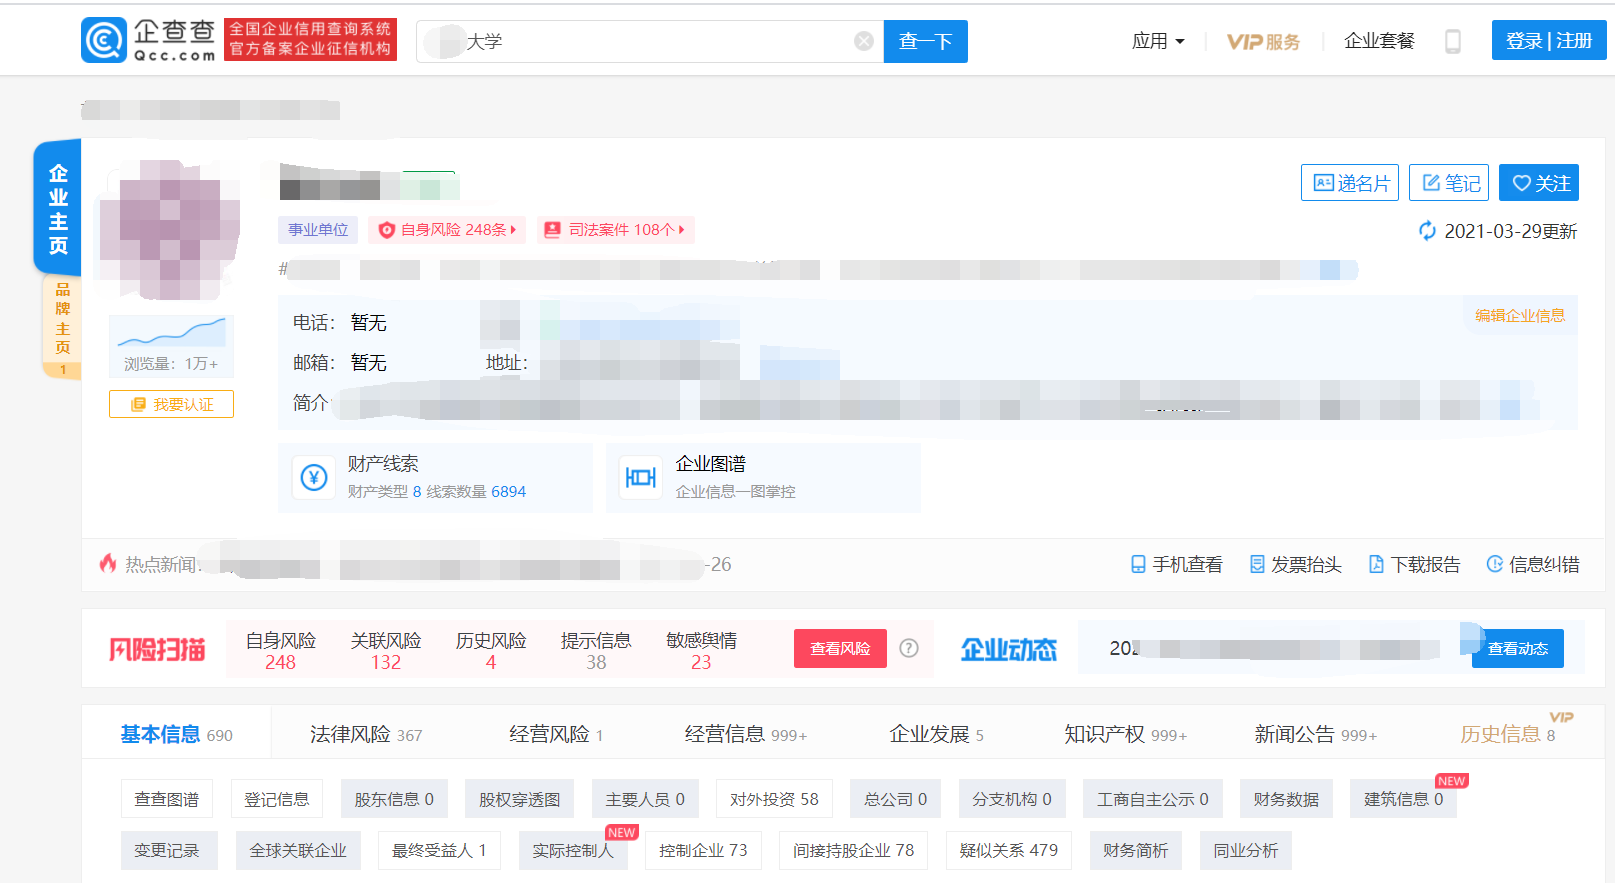 企查查
Qcc.com
全国企业信用查询系统
官方备案企业征信机构
大学
查一下
应用
VIP服务
企业套餐
登录 | 注册
企业主页
品牌主页
1
浏览量：1万+
我要认证
事业单位
自身风险 248条
司法案件 108个
递名片
笔记
关注
2021-03-29更新
#
电话： 暂无
编辑企业信息
邮箱： 暂无 地址：
简介
财产线索
财产类型 8 线索数量 6894
企业图谱
企业信息一图掌控
热点新闻:
-26
手机查看
发票抬头
下载报告
信息纠错
风险扫描
自身风险 关联风险 历史风险 提示信息 敏感舆情
248 132 4 38 23
查看风险
?
企业动态
查看动态
基本信息 690 法律风险 367 经营风险 1 经营信息 999+ 企业发展 5 知识产权 999+ 新闻公告 999+ 历史信息 8
VIP
查查图谱 登记信息 股东信息 0 股权穿透图 主要人员 0 对外投资 58 总公司 0 分支机构 0 工商自主公示 0 财务数据 建筑信息 0
NEW
变更记录 全球关联企业 最终受益人 1 实际控制人 控制企业 73 间接持股企业 78 疑似关系 479 财务简析 同业分析
NEW